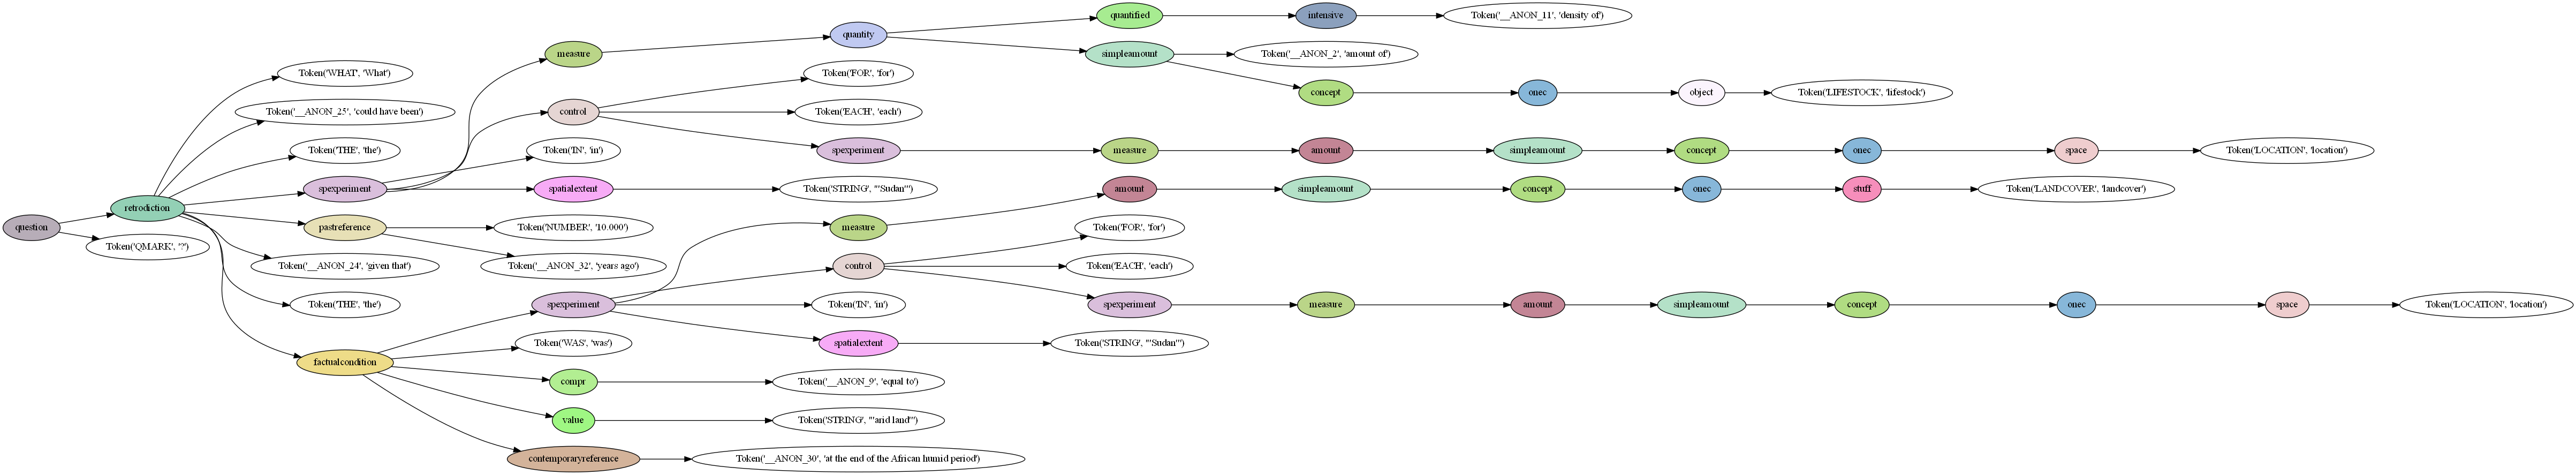 quantified
intensive
Token('__ANON_11', 'density of')
quantity
measure
simpleamount
Token('__ANON_2', 'amount of')
Token('WHAT', 'What')
Token('FOR', 'for')
concept
onec
object
Token('LIFESTOCK', 'lifestock')
Token('__ANON_25', 'could have been')
control
Token('EACH', 'each')
Token('THE', 'the')
Token('IN', 'in')
spexperiment
measure
amount
simpleamount
concept
onec
space
Token('LOCATION', 'location')
retrodiction
spexperiment
spatialextent
Token('STRING', "'Sudan'")
amount
simpleamount
concept
onec
stuff
Token('LANDCOVER', 'landcover')
question
pastreference
Token('NUMBER', '10.000')
measure
Token('FOR', 'for')
Token('QMARK', '?')
Token('__ANON_24', 'given that')
Token('__ANON_32', 'years ago')
control
Token('EACH', 'each')
Token('THE', 'the')
spexperiment
Token('IN', 'in')
spexperiment
measure
amount
simpleamount
concept
onec
space
Token('LOCATION', 'location')
Token('WAS', 'was')
spatialextent
Token('STRING', "'Sudan'")
factualcondition
compr
Token('__ANON_9', 'equal to')
value
Token('STRING', "'arid land'")
contemporaryreference
Token('__ANON_30', 'at the end of the African humid period')